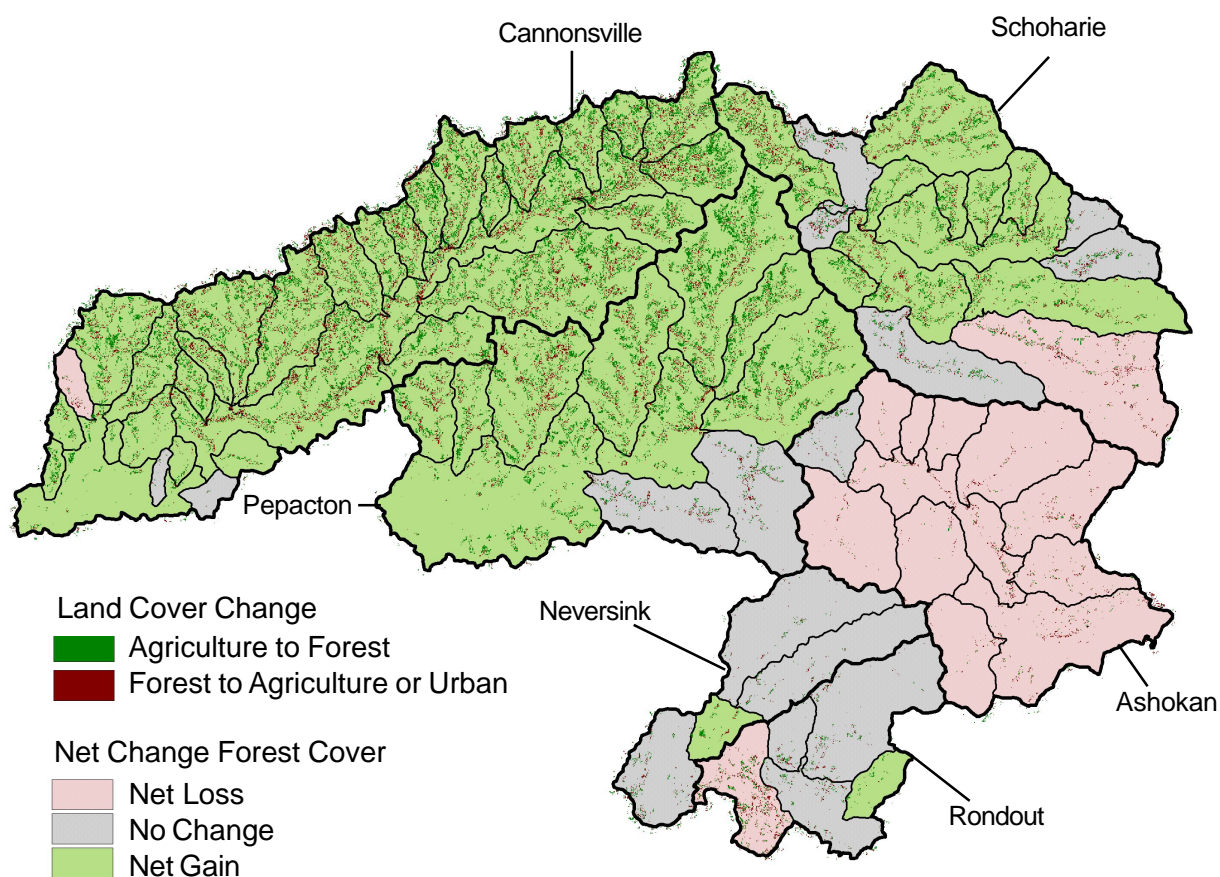 Cannonsville
Schoharie
Pepacton
Neversink
Ashokan
Rondout
Land Cover Change
Agriculture to Forest
Forest to Agriculture or Urban
Net Change Forest Cover
Net Loss
No Change
Net Gain